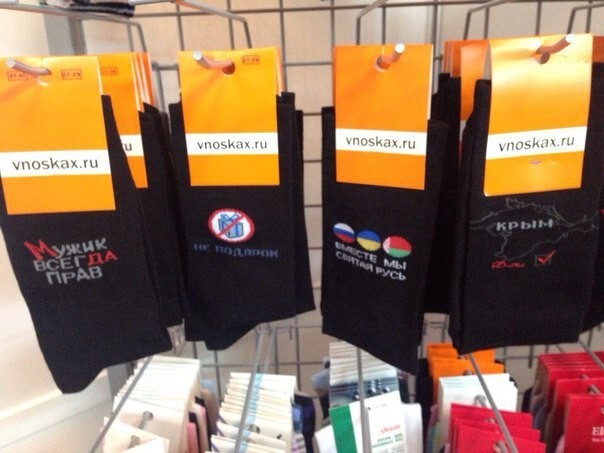 vnoskax.ru
Мужик
ВСЕГДА
ПРАВ
vnoskax.ru
НЕ ПОДАРОК
vnoskax.ru
ВМЕСТЕ МЫ
СВЯТАЯ РУСЬ
vnoskax.ru
КРЫМ